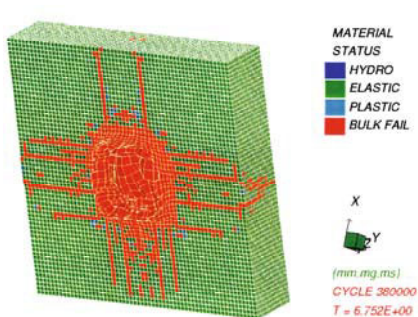 MATERIAL
STATUS
HYDRO
ELASTIC
PLASTIC
BULK FAIL
X
Y
Z
(mm.mg.ms)
CYCLE 380000
T = 6.752E+00